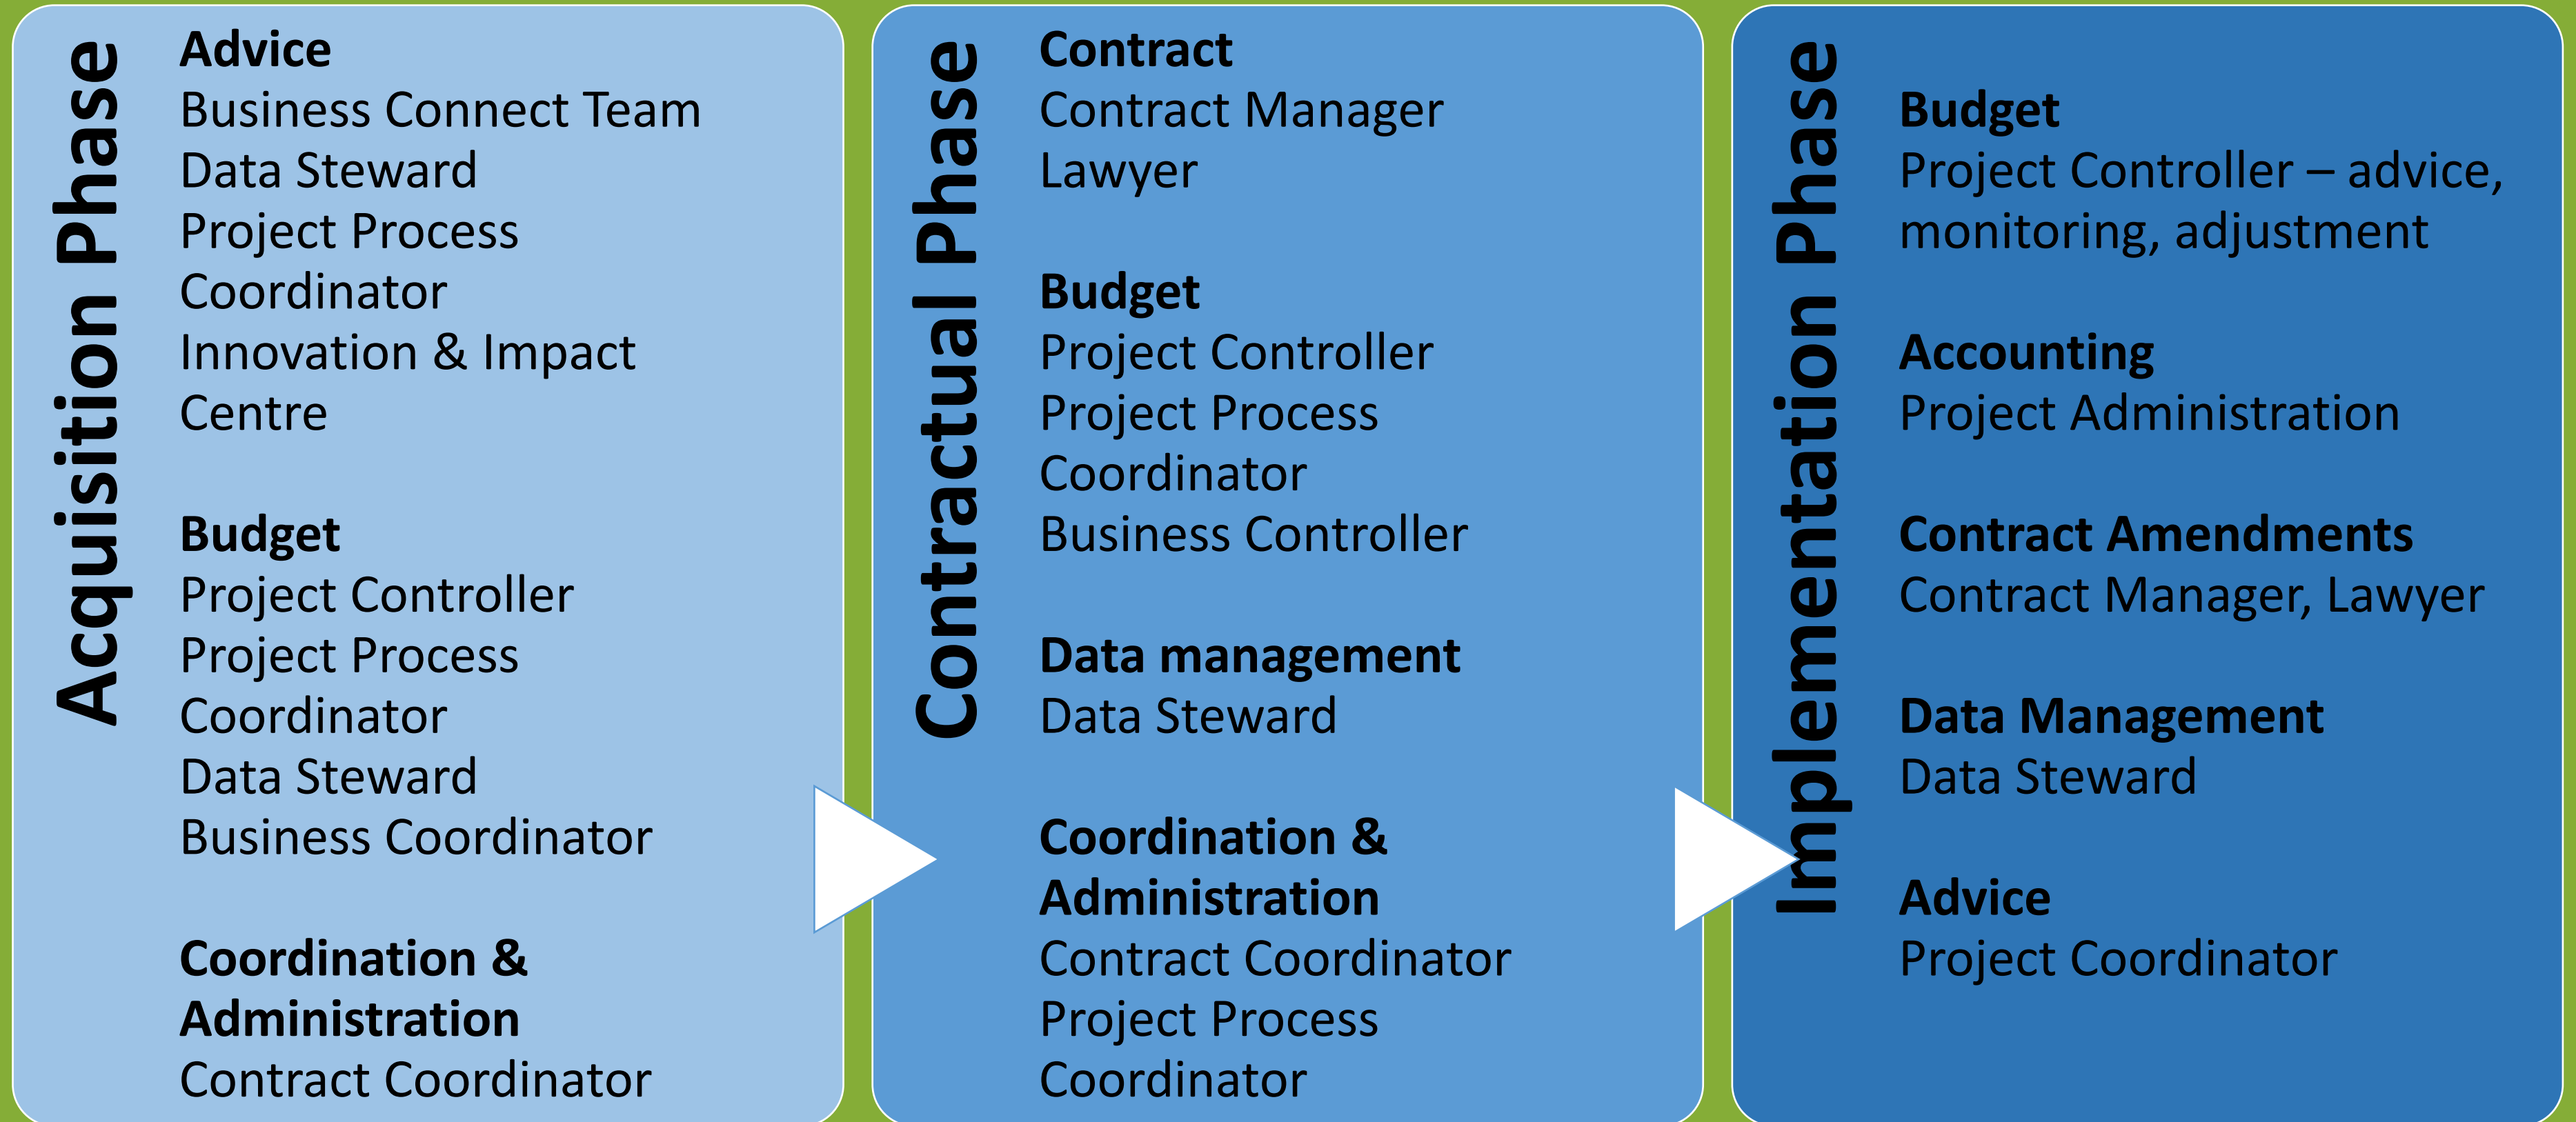 Acquisition Phase
Advice
Business Connect Team
Data Steward
Project Process
Coordinator
Innovation & Impact
Centre
Budget
Project Controller
Project Process
Coordinator
Data Steward
Business Coordinator
Coordination &
Administration
Contract Coordinator
Contractual Phase
Contract
Contract Manager
Lawyer
Budget
Project Controller
Project Process
Coordinator
Business Controller
Data management
Data Steward
Coordination &
Administration
Contract Coordinator
Project Process
Coordinator
Implementation Phase
Budget
Project Controller – advice,
monitoring, adjustment
Accounting
Project Administration
Contract Amendments
Contract Manager, Lawyer
Data Management
Data Steward
Advice
Project Coordinator